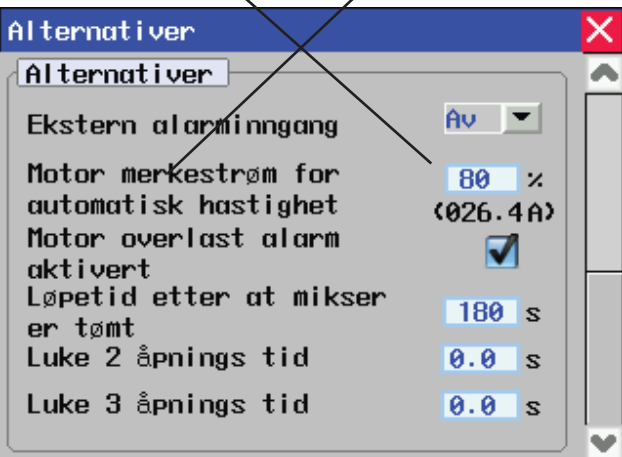 Alternativer
Alternativer
Ekstern alarminngang Av
Motor merkestrøm for 80 %
automatisk hastighet (026.4A)
Motor overlast alarm
aktivert
Løpetid etter at mikser
er tømt 180 s
Luke 2 åpnings tid 0.0 s
Luke 3 åpnings tid 0.0 s